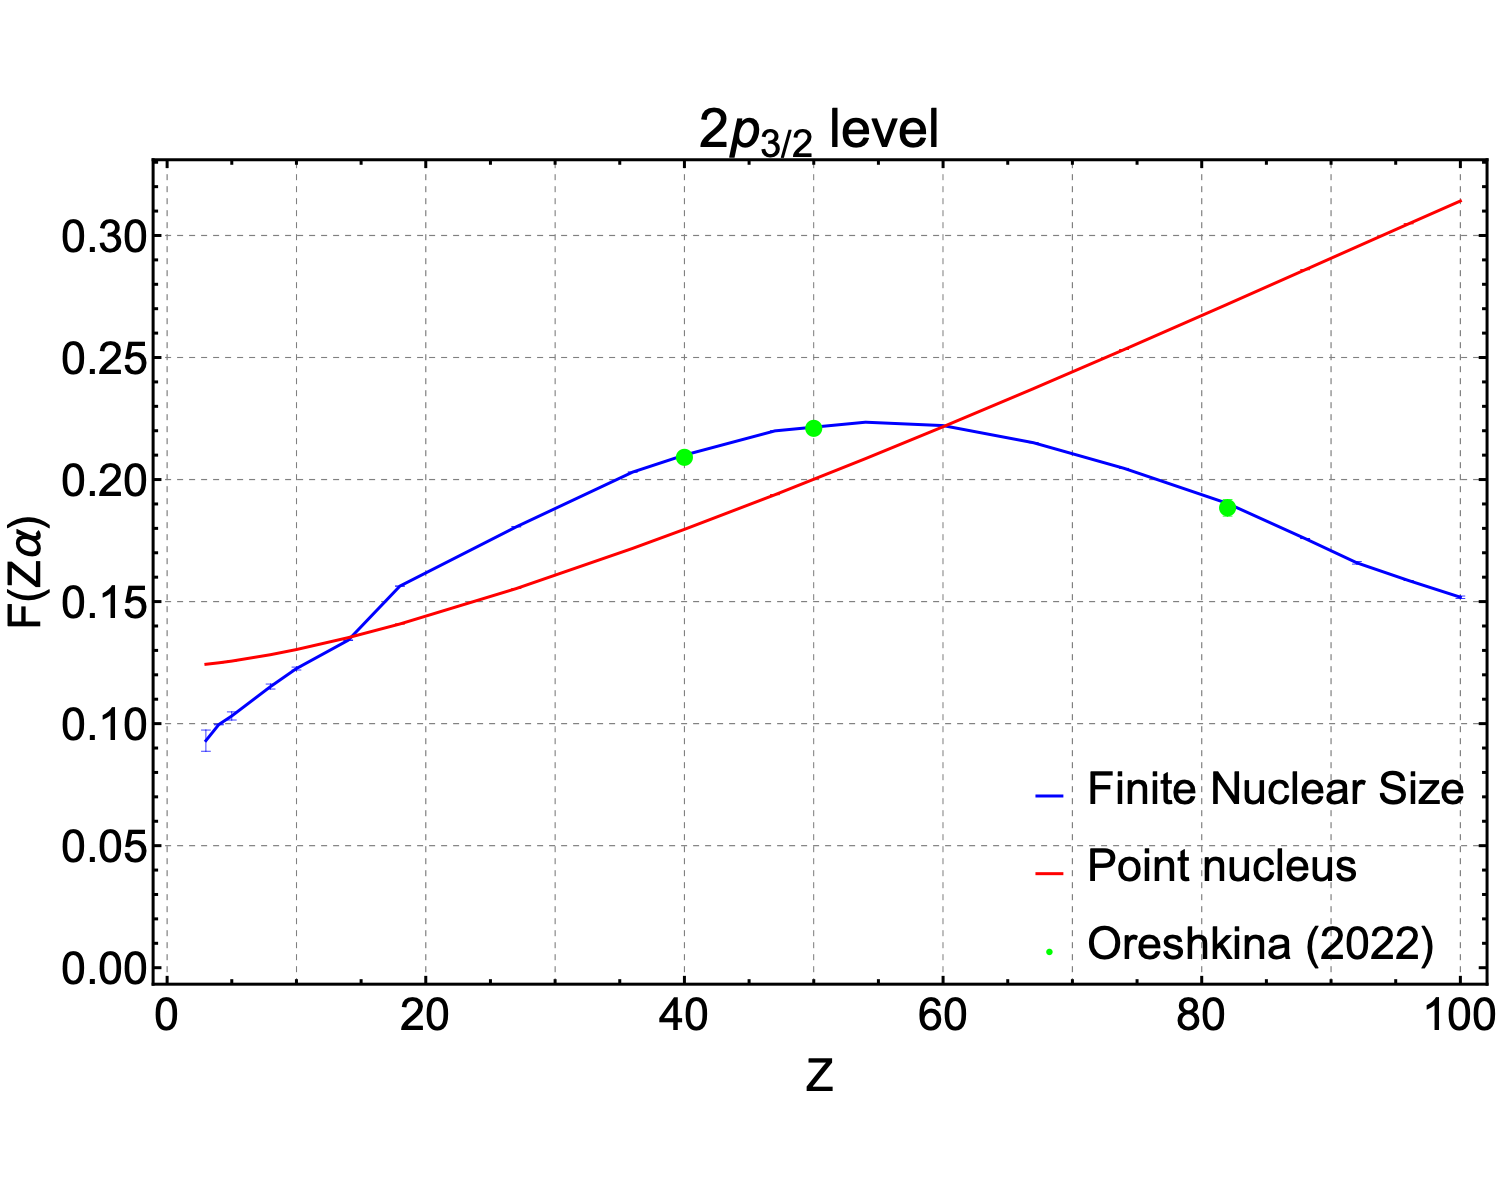 2p3/2 level
0.30
0.25
0.20
0.15
0.10
0.05
0.00
F(Zα)
Finite Nuclear Size
Point nucleus
Oreshkina (2022)
0 20 40 60 80 100
Z